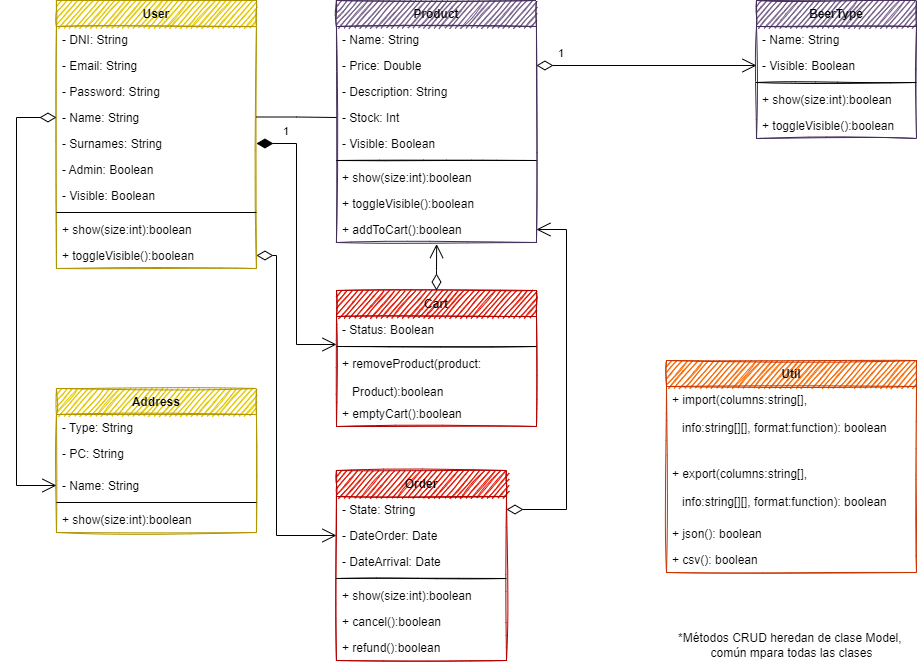 User
- DNI: String
- Email: String
- Password: String
- Name: String
- Surnames: String
- Admin: Boolean
- Visible: Boolean
+ show(size:int):boolean
+ toggleVisible():boolean
1
Product
- Name: String
- Price: Double
- Description: String
- Stock: Int
- Visible: Boolean
+ show(size:int):boolean
+ toggleVisible():boolean
+ addToCart():boolean
1
BeerType
- Name: String
- Visible: Boolean
+ show(size:int):boolean
+ toggleVisible():boolean
Cart
- Status: Boolean
+ removeProduct(product:
Product):boolean
+ emptyCart():boolean
Address
- Type: String
- PC: String
- Name: String
+ show(size:int):boolean
Order
- State: String
- DateOrder: Date
- DateArrival: Date
+ show(size:int):boolean
+ cancel():boolean
+ refund():boolean
Util
+ import(columns:string[],
info:string[][], format:function): boolean
+ export(columns:string[],
info:string[][], format:function): boolean
+ json(): boolean
+ csv(): boolean
*Métodos CRUD heredan de clase Model,
común mpara todas las clases